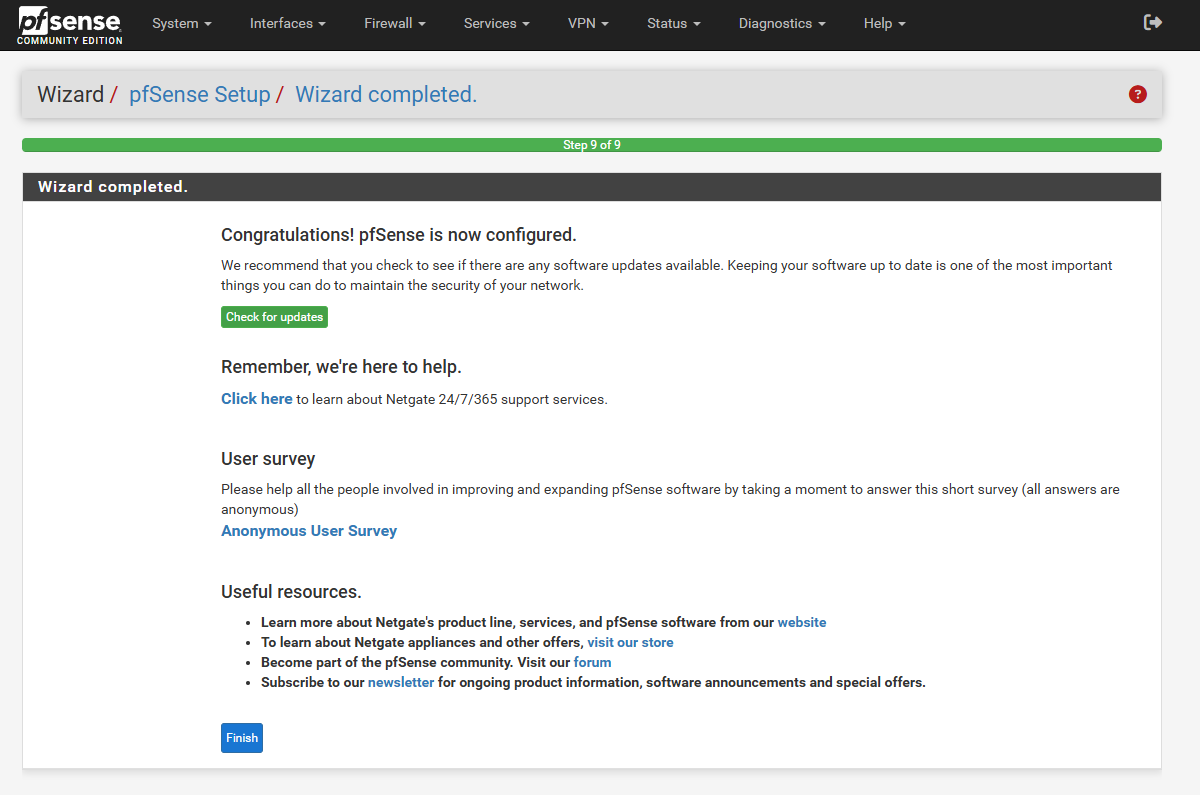 pfsense
COMMUNITY EDITION
System Interfaces Firewall Services VPN Status Diagnostics Help
Wizard / pfSense Setup / Wizard completed.
?
Step 9 of 9
Wizard completed.
Congratulations! pfSense is now configured.
We recommend that you check to see if there are any software updates available. Keeping your software up to date is one of the most important
things you can do to maintain the security of your network.
Check for updates
Remember, we're here to help.
Click here to learn about Netgate 24/7/365 support services.
User survey
Please help all the people involved in improving and expanding pfSense software by taking a moment to answer this short survey (all answers are
anonymous)
Anonymous User Survey
Useful resources.
• Learn more about Netgate's product line, services, and pfSense software from our website
• To learn about Netgate appliances and other offers, visit our store
• Become part of the pfSense community. Visit our forum
• Subscribe to our newsletter for ongoing product information, software announcements and special offers.
Finish